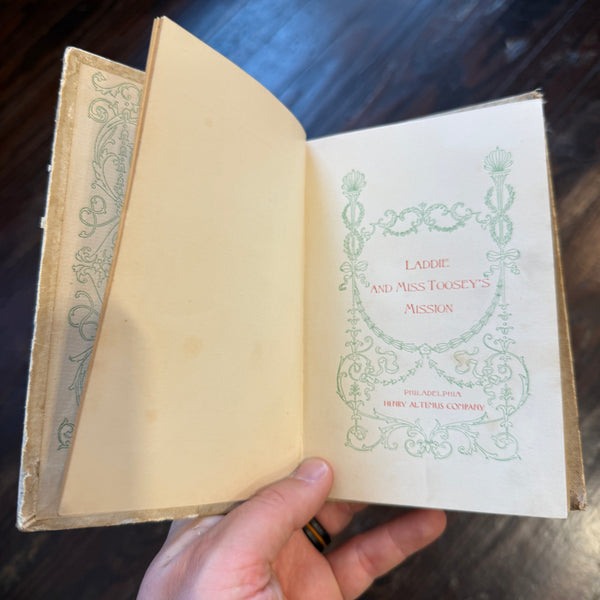 LADDIE
AND MISS TOOSEY'S
MISSION
PHILADELPHIA
HENRY ALTEMUS COMPANY